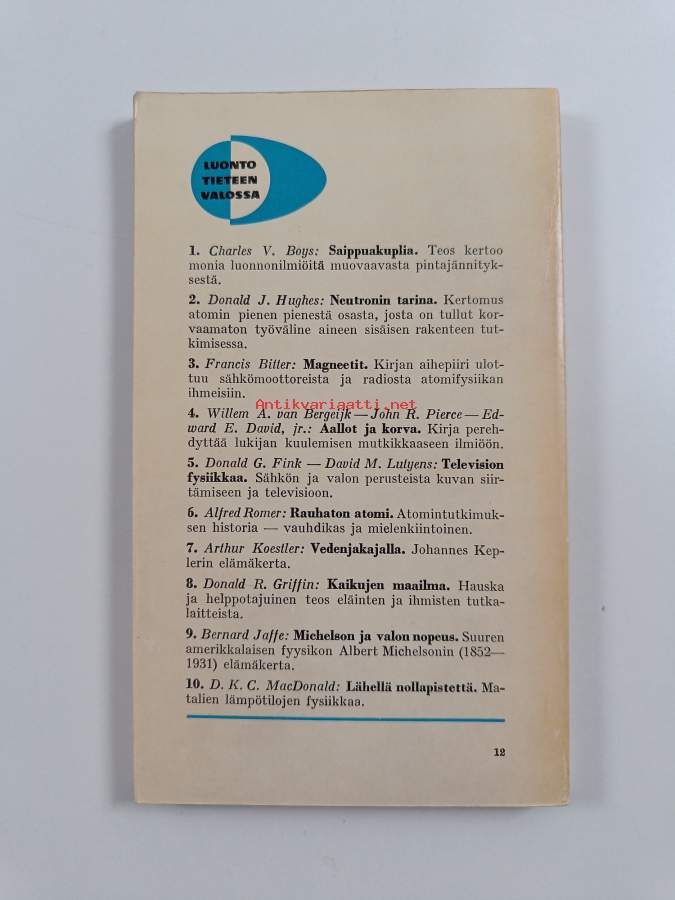 LUONTO
TIETEEN
VALOSSA
1. Charles V. Boys: Saippuakuplia. Teos kertoo
monia luonnonilmiöitä muovaavasta pintajännityk-
sestä.
2. Donald J. Hughes: Neutronin tarina. Kertomus
atomin pienen pienestä osasta, josta on tullut kor-
vaamaton työväline aineen sisäisen rakenteen tut-
kimisessa.
3. Francis Bitter: Magneetit. Kirjan aihepiiri ulot-
tuu sähkömoottoreista ja radiosta atomifysiikan
ihmeisiin.
Antikvariaatti.net
4. Willem A. van Bergeijk — John R. Pierce — Ed-
ward E. David, jr.: Aallot ja korva. Kirja pereh-
dyttää lukijan kuulemisen mutkikkaaseen ilmiöön.
5. Donald G. Fink — David M. Lutyens: Television
fysiikkaa. Sähkön ja valon perusteista kuvan siir-
tämiseen ja televisioon.
6. Alfred Romer: Rauhaton atomi. Atomintutkimuk-
sen historia — vauhdikas ja mielenkiintoinen.
7. Arthur Koestler: Vedenjakajalla. Johannes Kep-
lerin elämäkerta.
8. Donald R. Griffin: Kaikujen maailma. Hauska
ja helppotajuinen teos eläinten ja ihmisten tutka-
laitteista.
9. Bernard Jaffe: Michelson ja valon nopeus. Suuren
amerikkalaisen fyysikon Albert Michelsonin (1852—
1931) elämäkerta.
10. D. K. C. MacDonald: Lähellä nollapistettä. Ma-
talien lämpötilojen fysiikkaa.
12